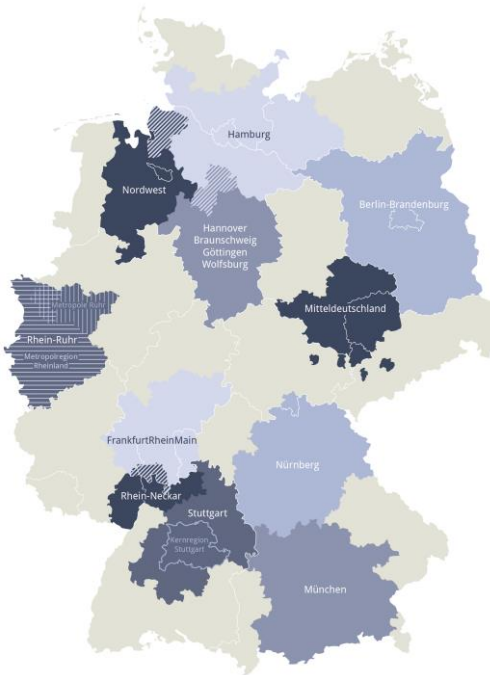 Hamburg
Nordwest
Berlin-Brandenburg
Hannover
Braunschweig
Göttingen
Wolfsburg
Mitteldeutschland
Metropole Ruhr
Rhein-Ruhr
Metropolregion
Rheinland
FrankfurtRheinMain
Nürnberg
Rhein-Neckar
Stuttgart
Kernregion
Stuttgart
München